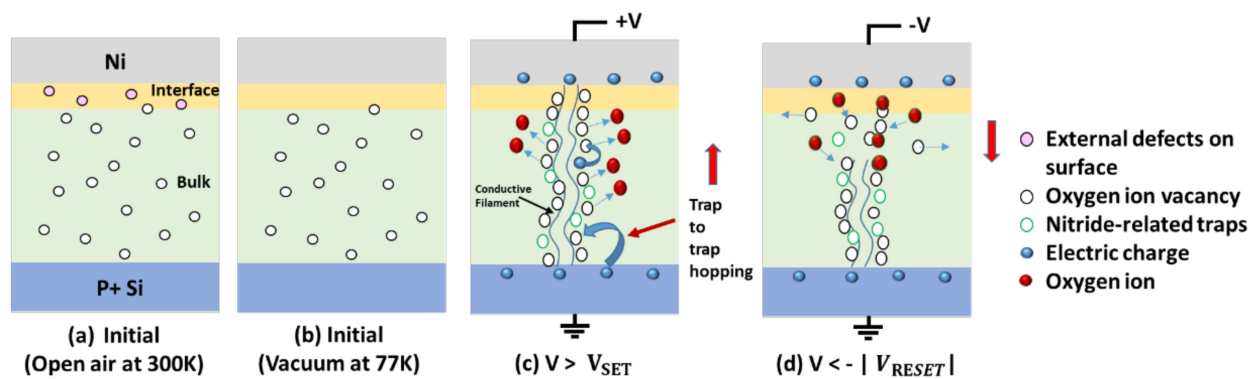 Ni
Interface
Bulk
P+ Si
(a) Initial
(Open air at 300K)
(b) Initial
(Vacuum at 77K)
+V
Conductive
Filament
Trap
to
trap
hopping
(c) V > V_SET
-V
(d) V < - | V_RESET |
External defects on
surface
Oxygen ion vacancy
Nitride-related traps
Electric charge
Oxygen ion